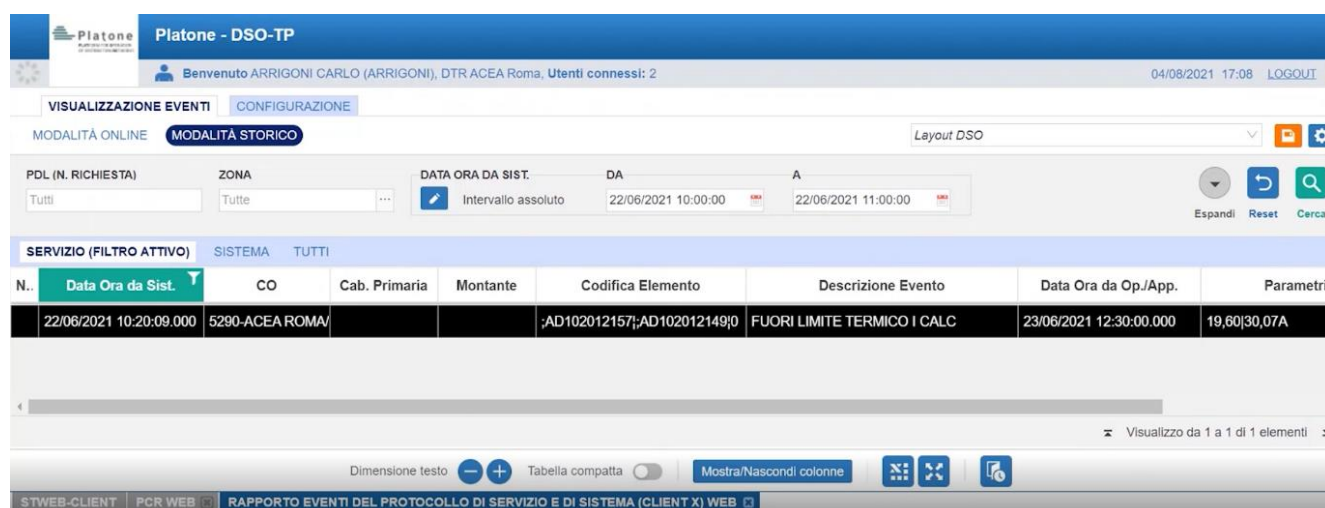 Platone
Platone - DSO-TP
Benvenuto ARRIGONI CARLO (ARRIGONI), DTR ACEA Roma, Utenti connessi: 2
04/08/2021 17:08 LOGOUT
VISUALIZZAZIONE EVENTI CONFIGURAZIONE
MODALITÀ ONLINE MODALITÀ STORICO Layout DSO
PDL (N. RICHIESTA) ZONA DATA ORA DA SIST. DA A
Tutti Tutte ... Intervallo assoluto 22/06/2021 10:00:00 22/06/2021 11:00:00
Espandi Reset Cerca
SERVIZIO (FILTRO ATTIVO) SISTEMA TUTTI
N.. Data Ora da Sist. CO Cab. Primaria Montante Codifica Elemento Descrizione Evento Data Ora da Op./App. Parametri
22/06/2021 10:20:09.000 5290-ACEA ROMA/ ;AD102012157¦;AD102012149¦0 FUORI LIMITE TERMICO I CALC 23/06/2021 12:30:00.000 19,60|30,07A
Visualizzo da 1 a 1 di 1 elementi
Dimensione testo Tabella compatta Mostra/Nascondi colonne
STWEB-CLIENT PCR WEB RAPPORTO EVENTI DEL PROTOCOLLO DI SERVIZIO E DI SISTEMA (CLIENT X) WEB